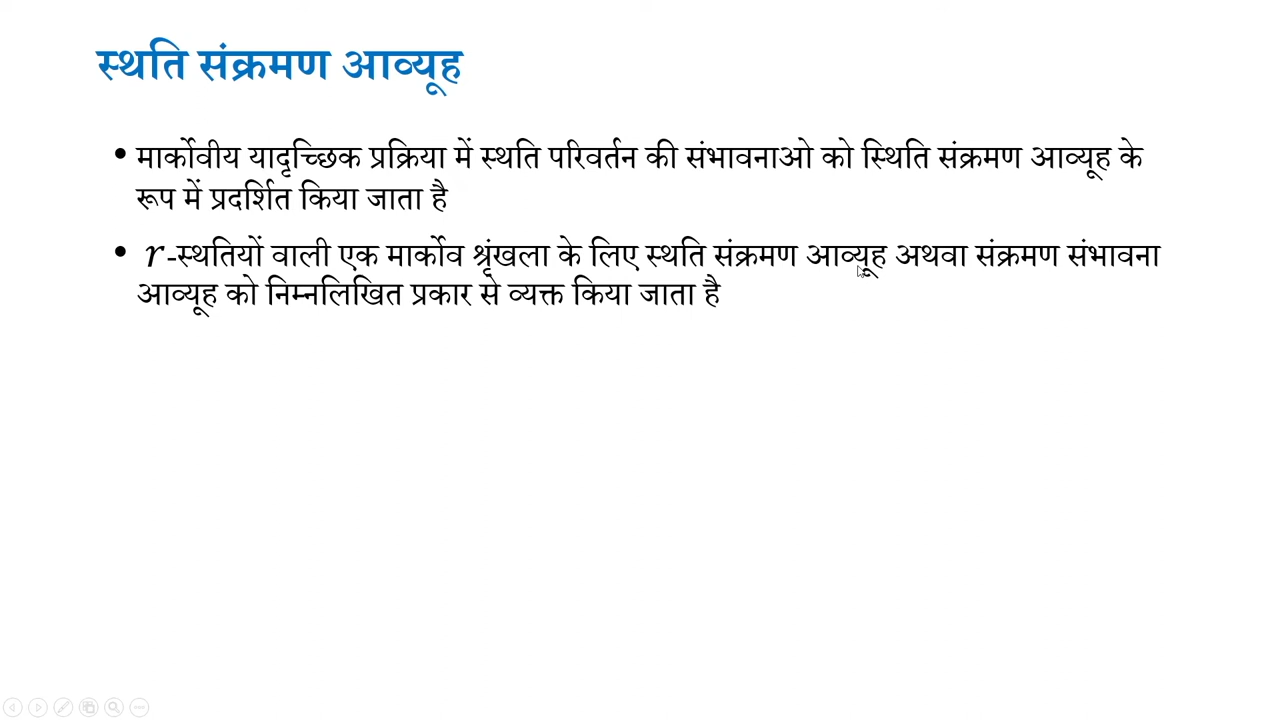 स्थति संक्रमण आव्यूह
• मार्कोवीय यादृच्छिक प्रक्रिया में स्थति परिवर्तन की संभावनाओ को स्थिति संक्रमण आव्यूह के
रूप में प्रदर्शित किया जाता है
• r-स्थतियों वाली एक मार्कोव श्रृंखला के लिए स्थति संक्रमण आव्यूह अथवा संक्रमण संभावना
आव्यूह को निम्नलिखित प्रकार से व्यक्त किया जाता है